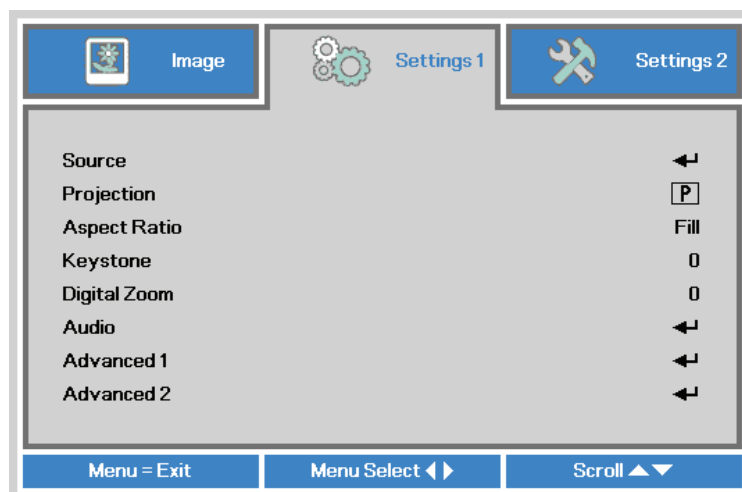 Image Settings 1 Settings 2
Source
Projection P
Aspect Ratio Fill
Keystone 0
Digital Zoom 0
Audio
Advanced 1
Advanced 2
Menu = Exit Menu Select Scroll